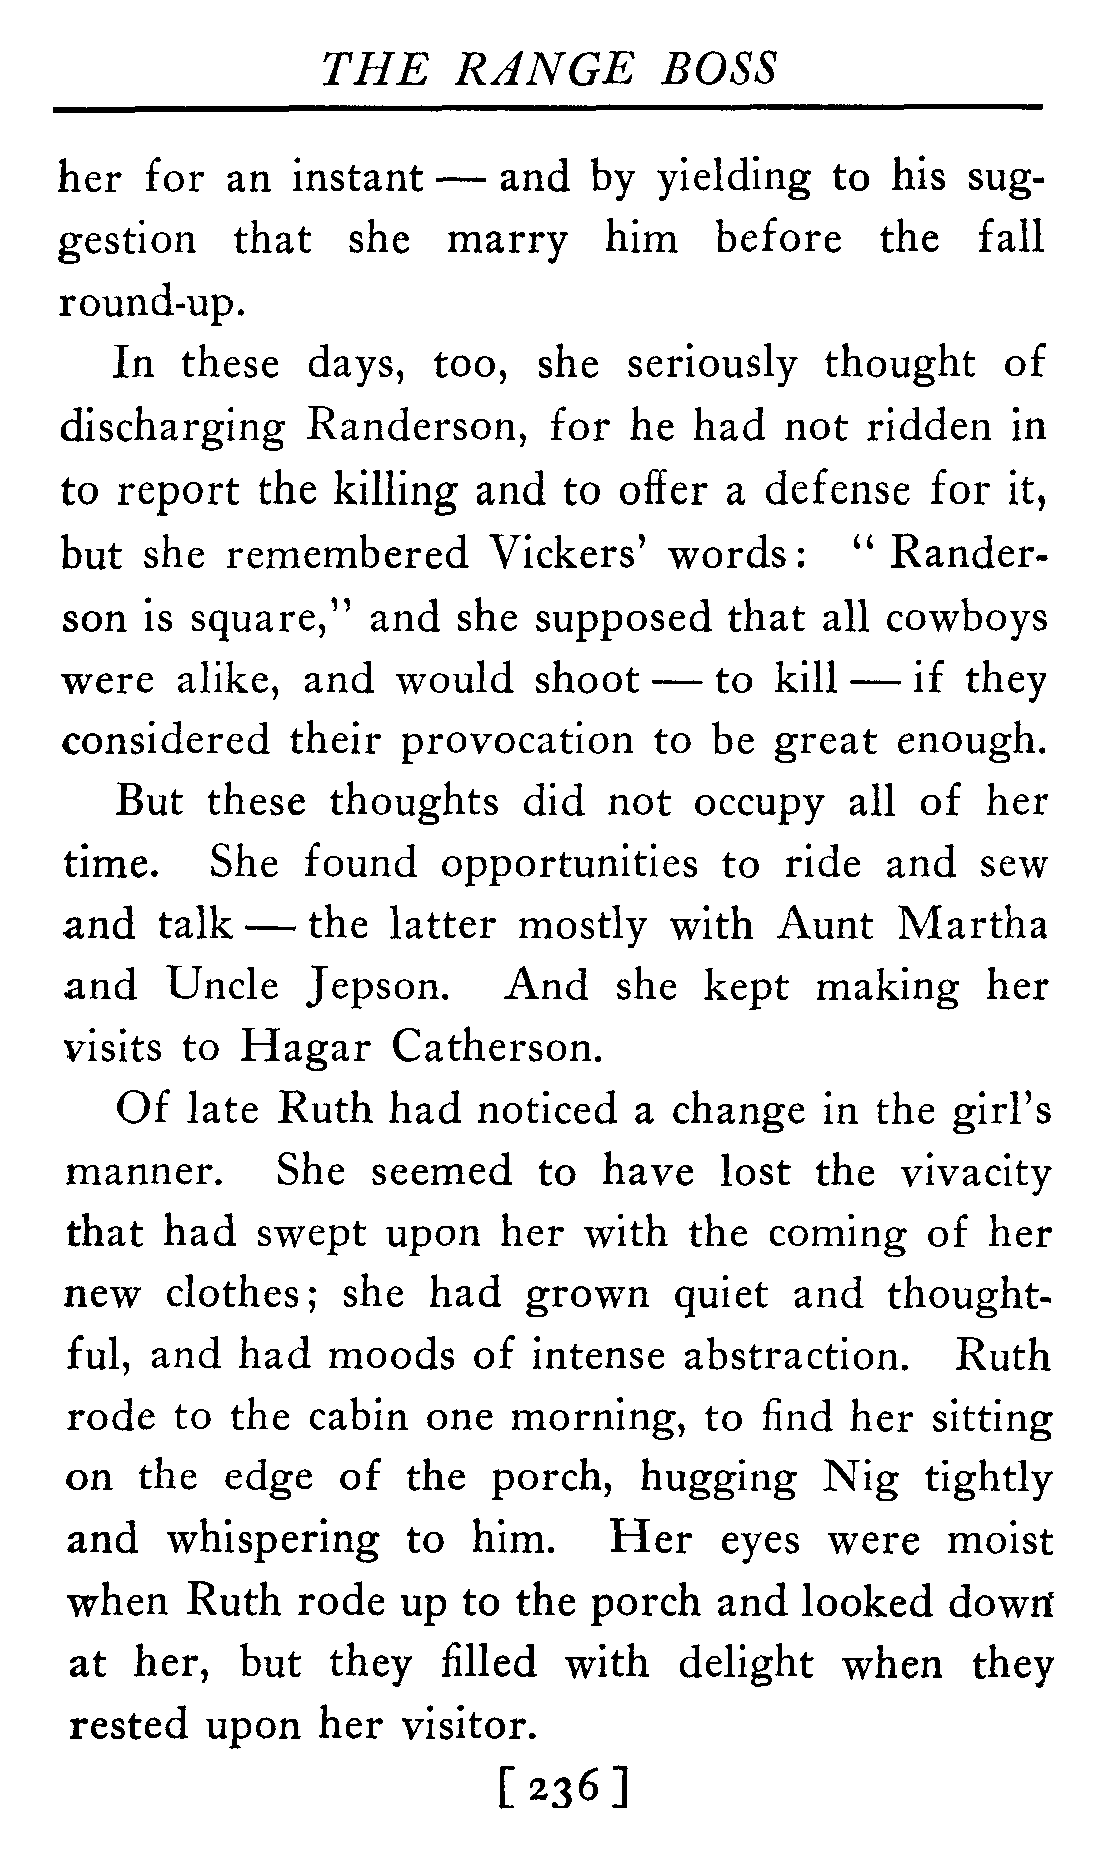 THE RANGE BOSS
her for an instant — and by yielding to his sug-
gestion that she marry him before the fall
round-up.
In these days, too, she seriously thought of
discharging Randerson, for he had not ridden in
to report the killing and to offer a defense for it,
but she remembered Vickers' words: " Rander-
son is square," and she supposed that all cowboys
were alike, and would shoot — to kill — if they
considered their provocation to be great enough.
But these thoughts did not occupy all of her
time. She found opportunities to ride and sew
and talk — the latter mostly with Aunt Martha
and Uncle Jepson. And she kept making her
visits to Hagar Catherson.
Of late Ruth had noticed a change in the girl's
manner. She seemed to have lost the vivacity
that had swept upon her with the coming of her
new clothes; she had grown quiet and thought-
ful, and had moods of intense abstraction. Ruth
rode to the cabin one morning, to find her sitting
on the edge of the porch, hugging Nig tightly
and whispering to him. Her eyes were moist
when Ruth rode up to the porch and looked down
at her, but they filled with delight when they
rested upon her visitor.
[ 236 ]